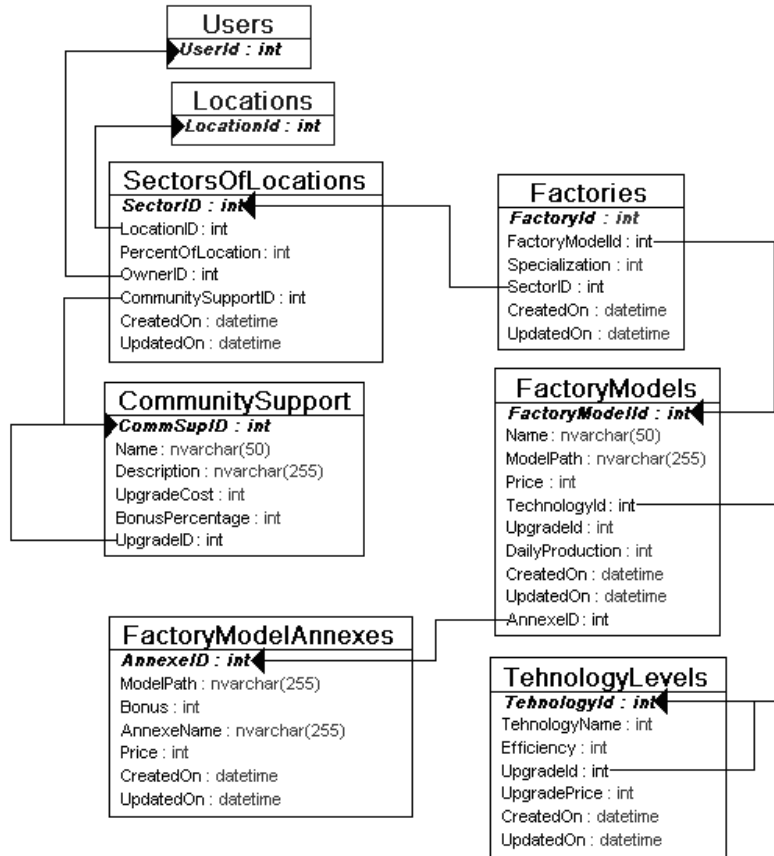 Users
UserId : int
Locations
LocationId : int
SectorsOfLocations
SectorID : int
LocationID : int
PercentOfLocation : int
OwnerID : int
CommunitySupportID : int
CreatedOn : datetime
UpdatedOn : datetime
Factories
FactoryId : int
FactoryModelId : int
Specialization : int
SectorID : int
CreatedOn : datetime
UpdatedOn : datetime
CommunitySupport
CommSupID : int
Name : nvarchar(50)
Description : nvarchar(255)
UpgradeCost : int
BonusPercentage : int
UpgradeID : int
FactoryModels
FactoryModelId : int
Name : nvarchar(50)
ModelPath : nvarchar(255)
Price : int
TechnologyId : int
UpgradeId : int
DailyProduction : int
CreatedOn : datetime
UpdatedOn : datetime
AnnexeID : int
FactoryModelAnnexes
AnnexeID : int
ModelPath : nvarchar(255)
Bonus : int
AnnexeName : nvarchar(255)
Price : int
CreatedOn : datetime
UpdatedOn : datetime
TehnologyLevels
TehnologyId : int
TehnologyName : int
Efficiency : int
UpgradeId : int
UpgradePrice : int
CreatedOn : datetime
UpdatedOn : datetime